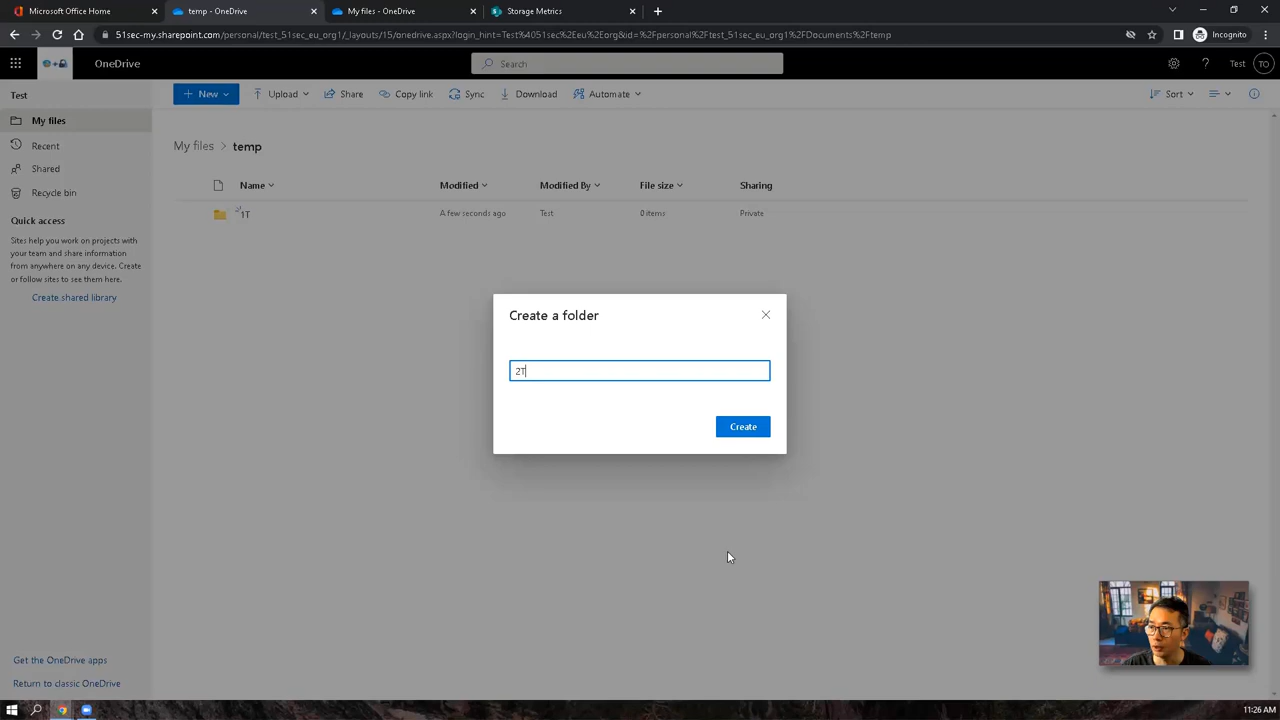 Microsoft Office Home
temp - OneDrive
My files - OneDrive
Storage Metrics
51sec-my.sharepoint.com/personal/test_51sec_eu_org1/_layouts/15/onedrive.aspx?login_hint=Test%4051sec%2Eeu%2Eorg&id=%2Fpersonal%2Ftest_51sec_eu_org1%2FDocuments%2Ftemp
Incognito
OneDrive
Search
Test
TO
Test
New
Upload
Share
Copy link
Sync
Download
Automate
Sort
My files
Recent
Shared
Recycle bin
Quick access
Sites help you work on projects with
your team and share information
from anywhere on any device. Create
or follow sites to see them here.
Create shared library
My files > temp
Name
Modified
Modified By
File size
Sharing
1T
A few seconds ago
Test
0 items
Private
Create a folder
2T
Create
Get the OneDrive apps
Return to classic OneDrive
11:26 AM